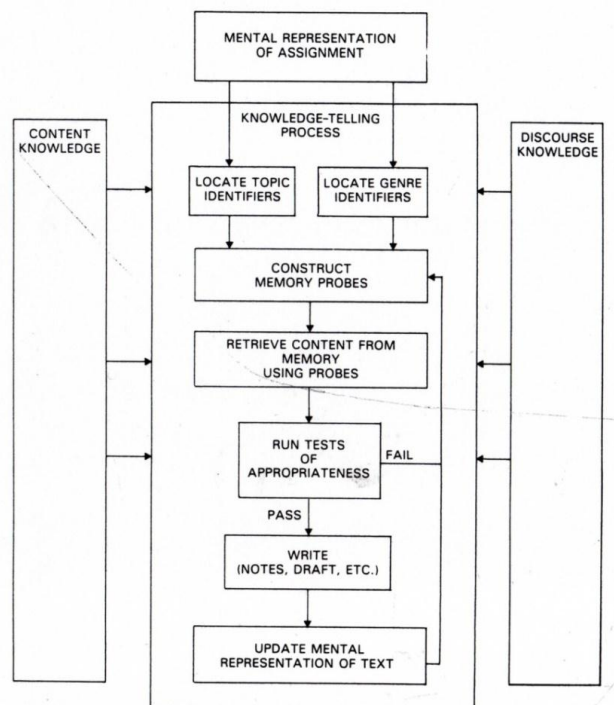 MENTAL REPRESENTATION
OF ASSIGNMENT
CONTENT
KNOWLEDGE
KNOWLEDGE-TELLING
PROCESS
DISCOURSE
KNOWLEDGE
LOCATE TOPIC
IDENTIFIERS
LOCATE GENRE
IDENTIFIERS
CONSTRUCT
MEMORY PROBES
RETRIEVE CONTENT FROM
MEMORY
USING PROBES
RUN TESTS
OF
APPROPRIATENESS
FAIL
PASS
WRITE
(NOTES, DRAFT, ETC.)
UPDATE MENTAL
REPRESENTATION OF TEXT